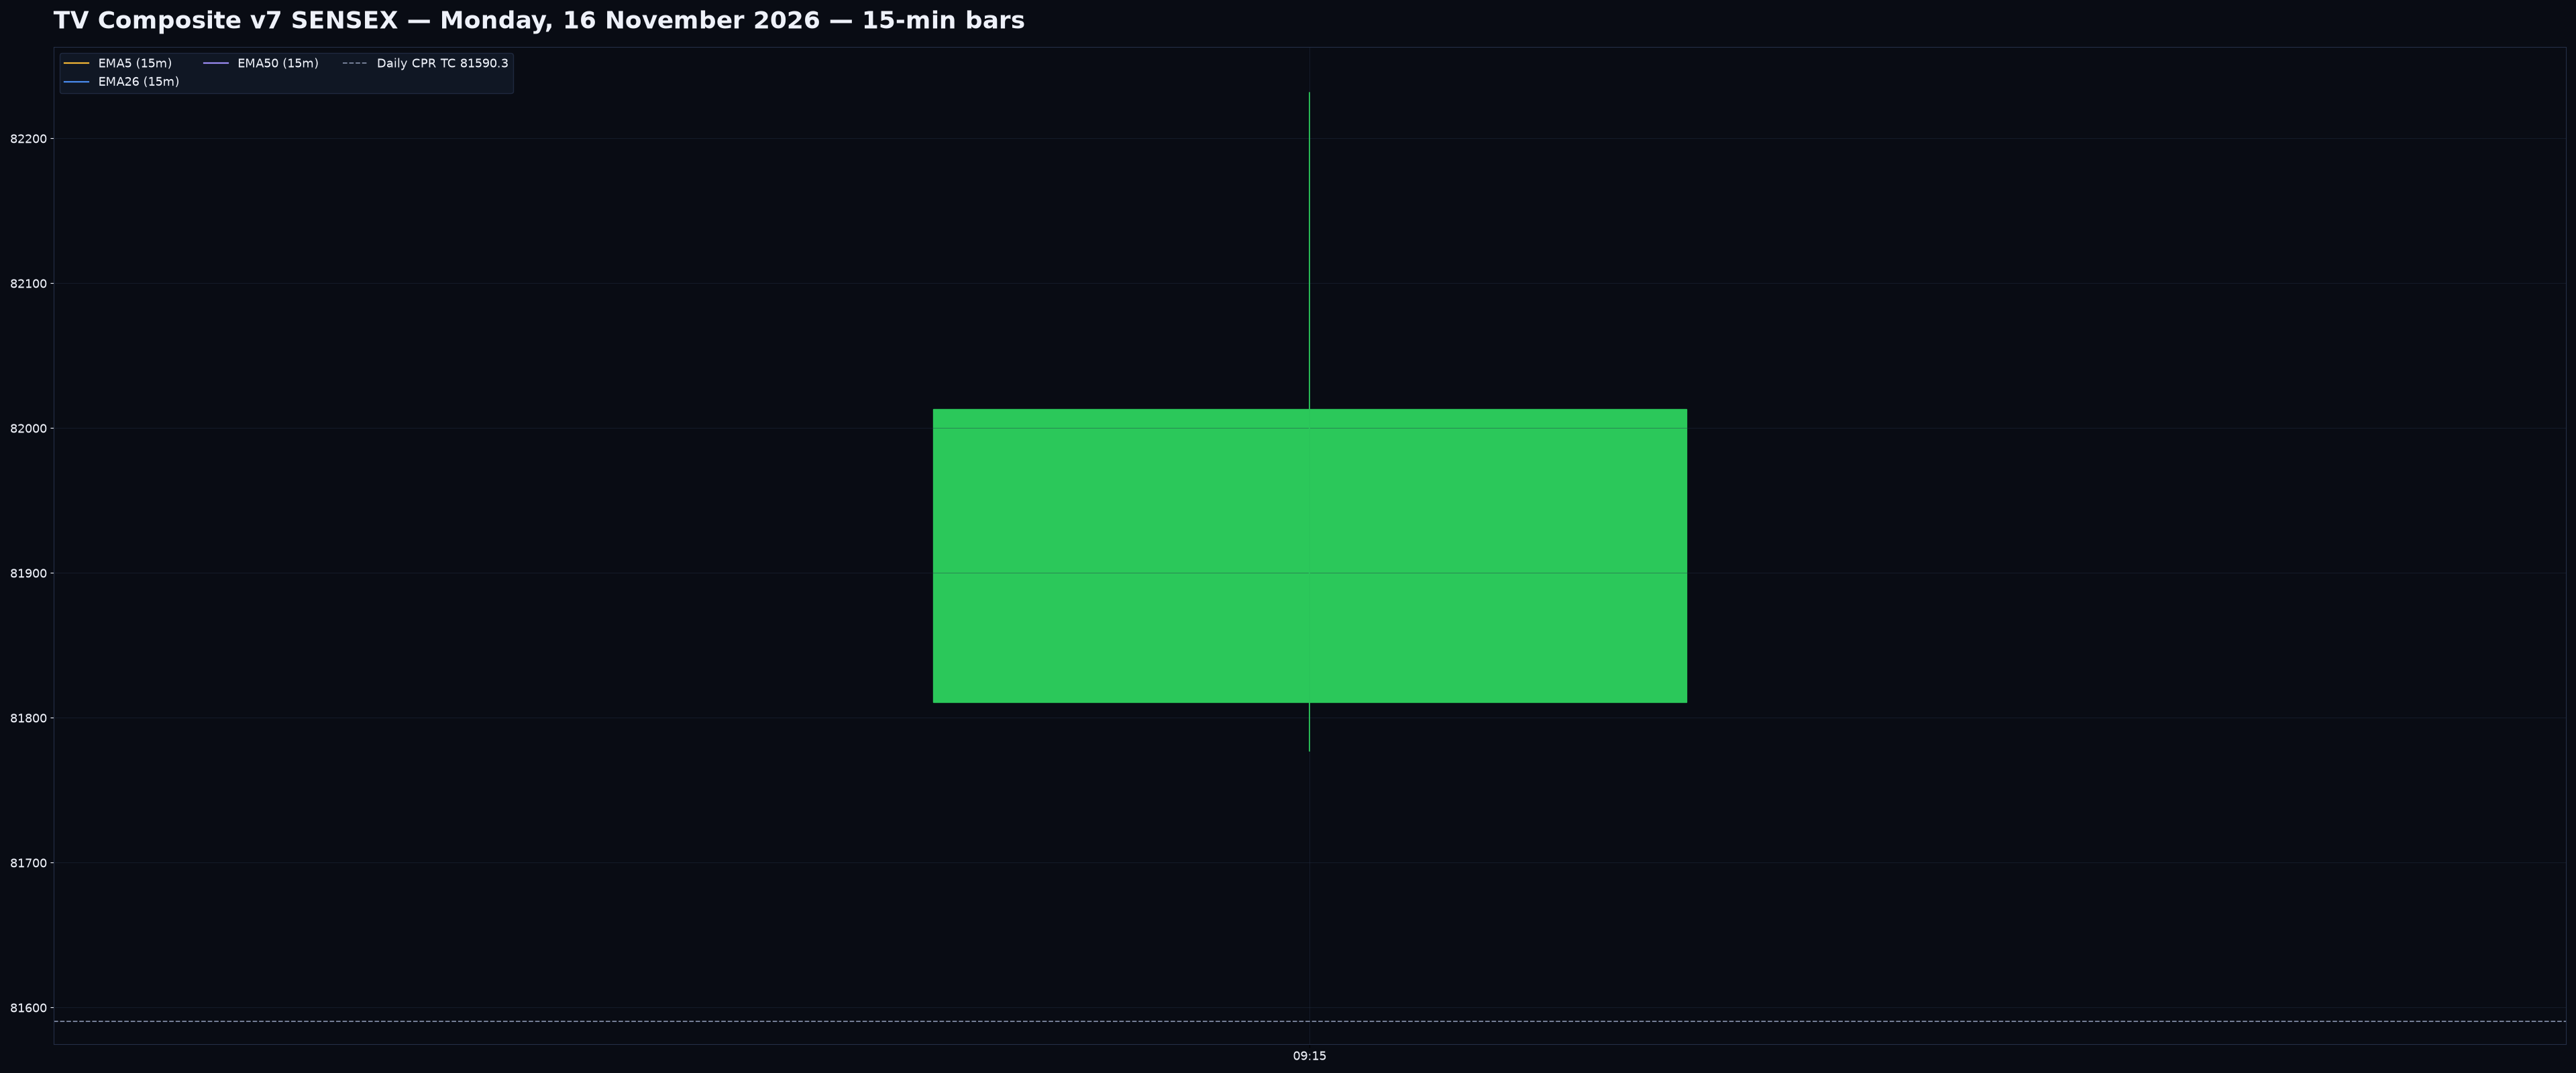 TV Composite v7 SENSEX — Monday, 16 November 2026 — 15-min bars
EMA5 (15m) EMA50 (15m) Daily CPR TC 81590.3
EMA26 (15m)
82200
82100
82000
81900
81800
81700
81600
09:15